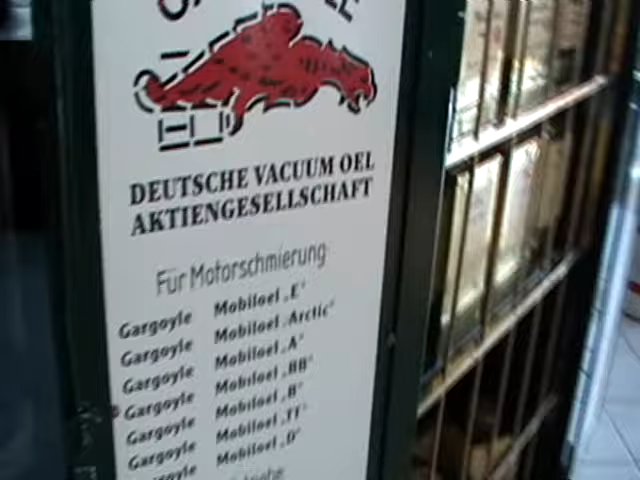 DEUTSCHE VACUUM OEL
AKTIENGESELLSCHAFT
Für Motorschmierung:
Gargoyle Mobiloel „E“
Gargoyle Mobiloel „Arctic“
Gargoyle Mobiloel „A“
Gargoyle Mobiloel „BB“
Gargoyle Mobiloel „B“
Gargoyle Mobiloel „TT“
Gargoyle Mobiloel „D“